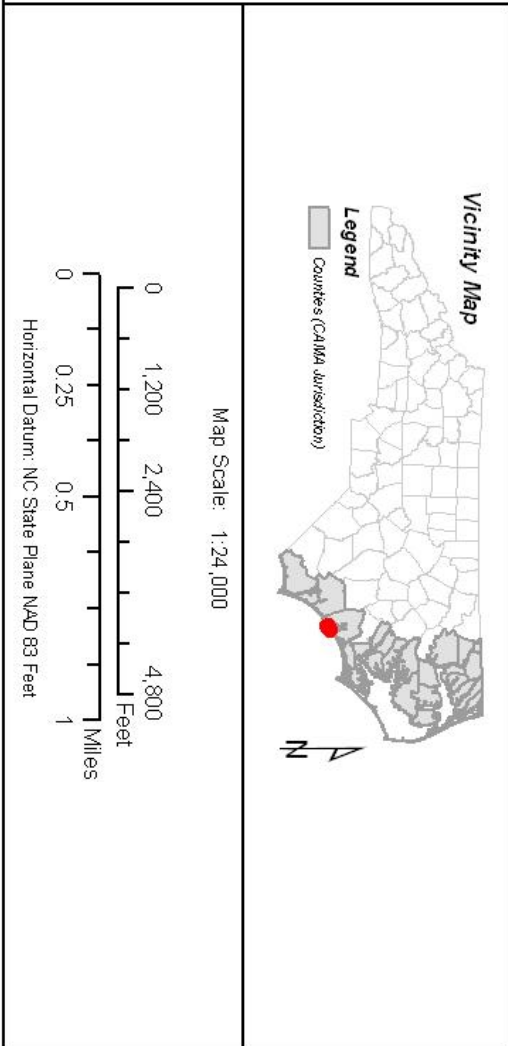 Vicinity Map
Legend
Counties (CAMA Jurisdiction)
N
Map Scale: 1:24,000
0 1,200 2,400 4,800
Feet
0 0.25 0.5 1
Miles
Horizontal Datum: NC State Plane NAD 83 Feet